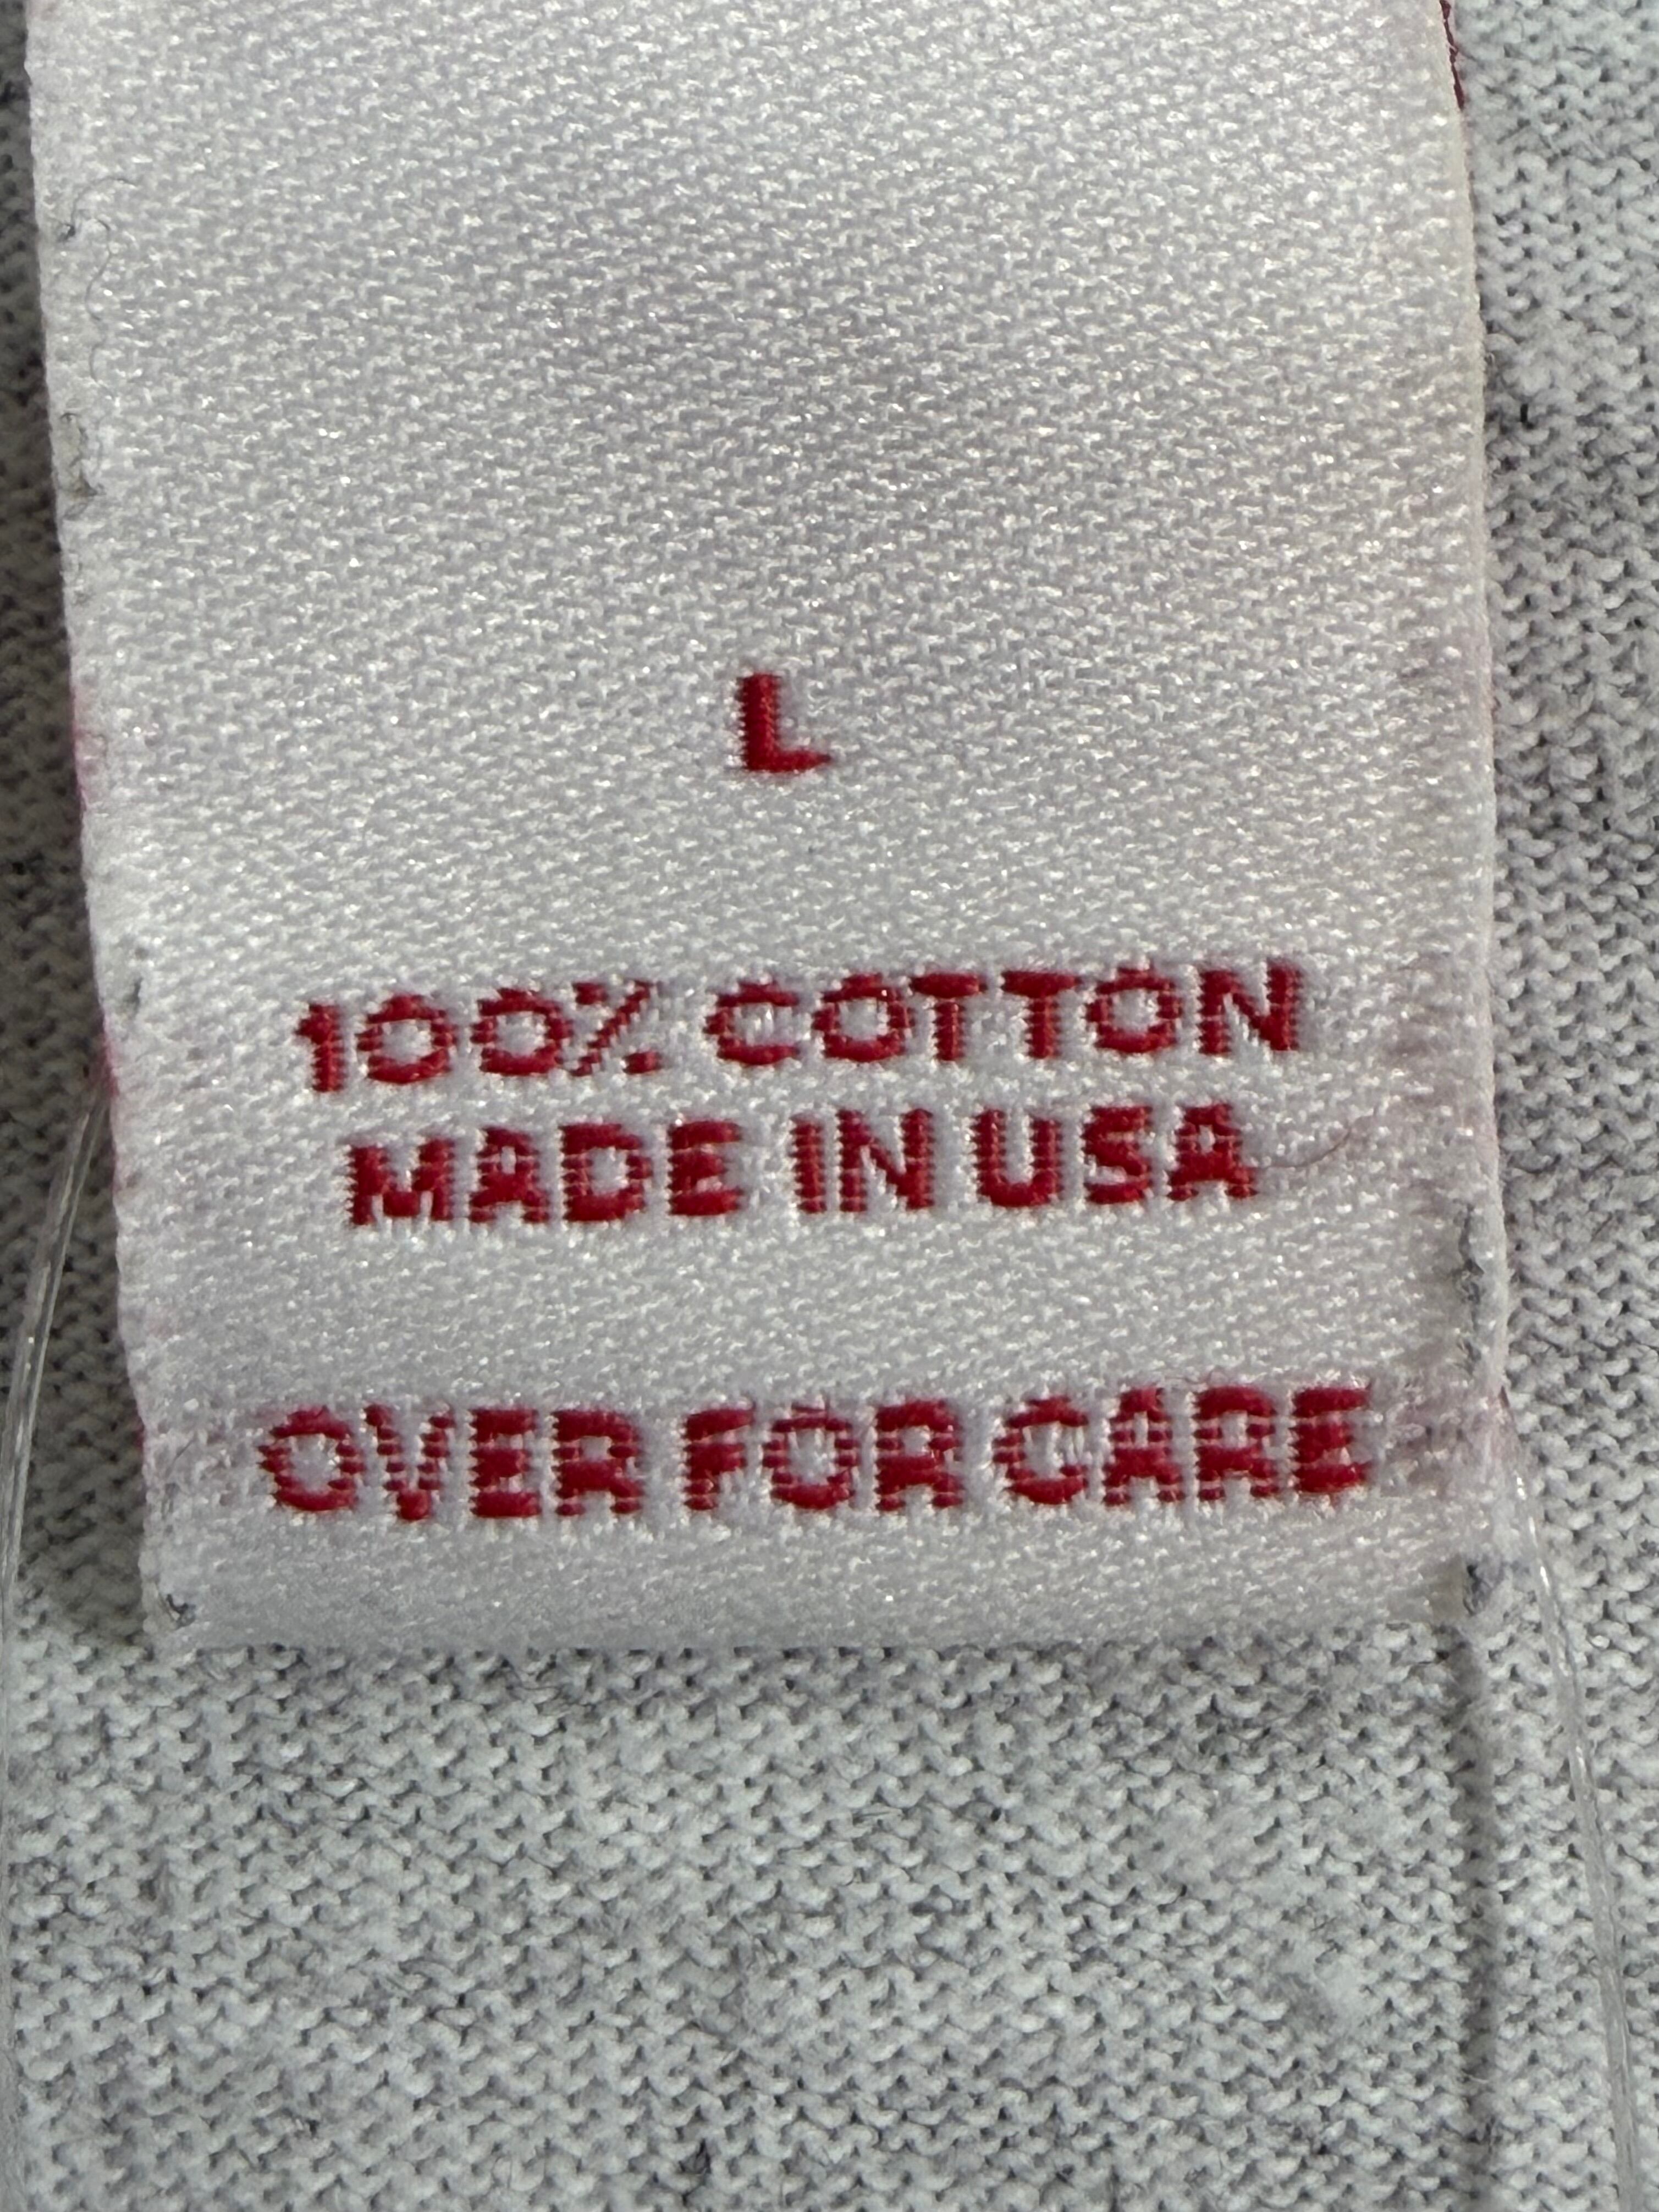 L
100% COTTON
MADE IN USA
OVER FOR CARE